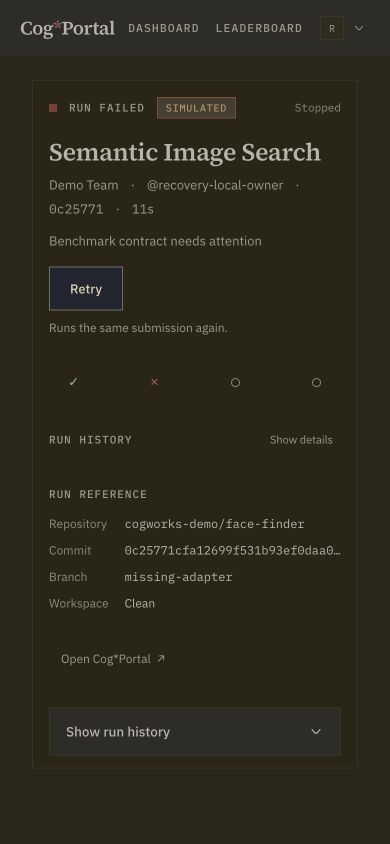 Cog*Portal DASHBOARD LEADERBOARD R
RUN FAILED SIMULATED Stopped
Semantic Image Search
Demo Team · @recovery-local-owner ·
0c25771 · 11s
Benchmark contract needs attention
Retry
Runs the same submission again.
RUN HISTORY Show details
RUN REFERENCE
Repository cogworks-demo/face-finder
Commit 0c25771cfa12699f531b93ef0daa0…
Branch missing-adapter
Workspace Clean
Open Cog*Portal ↗
Show run history